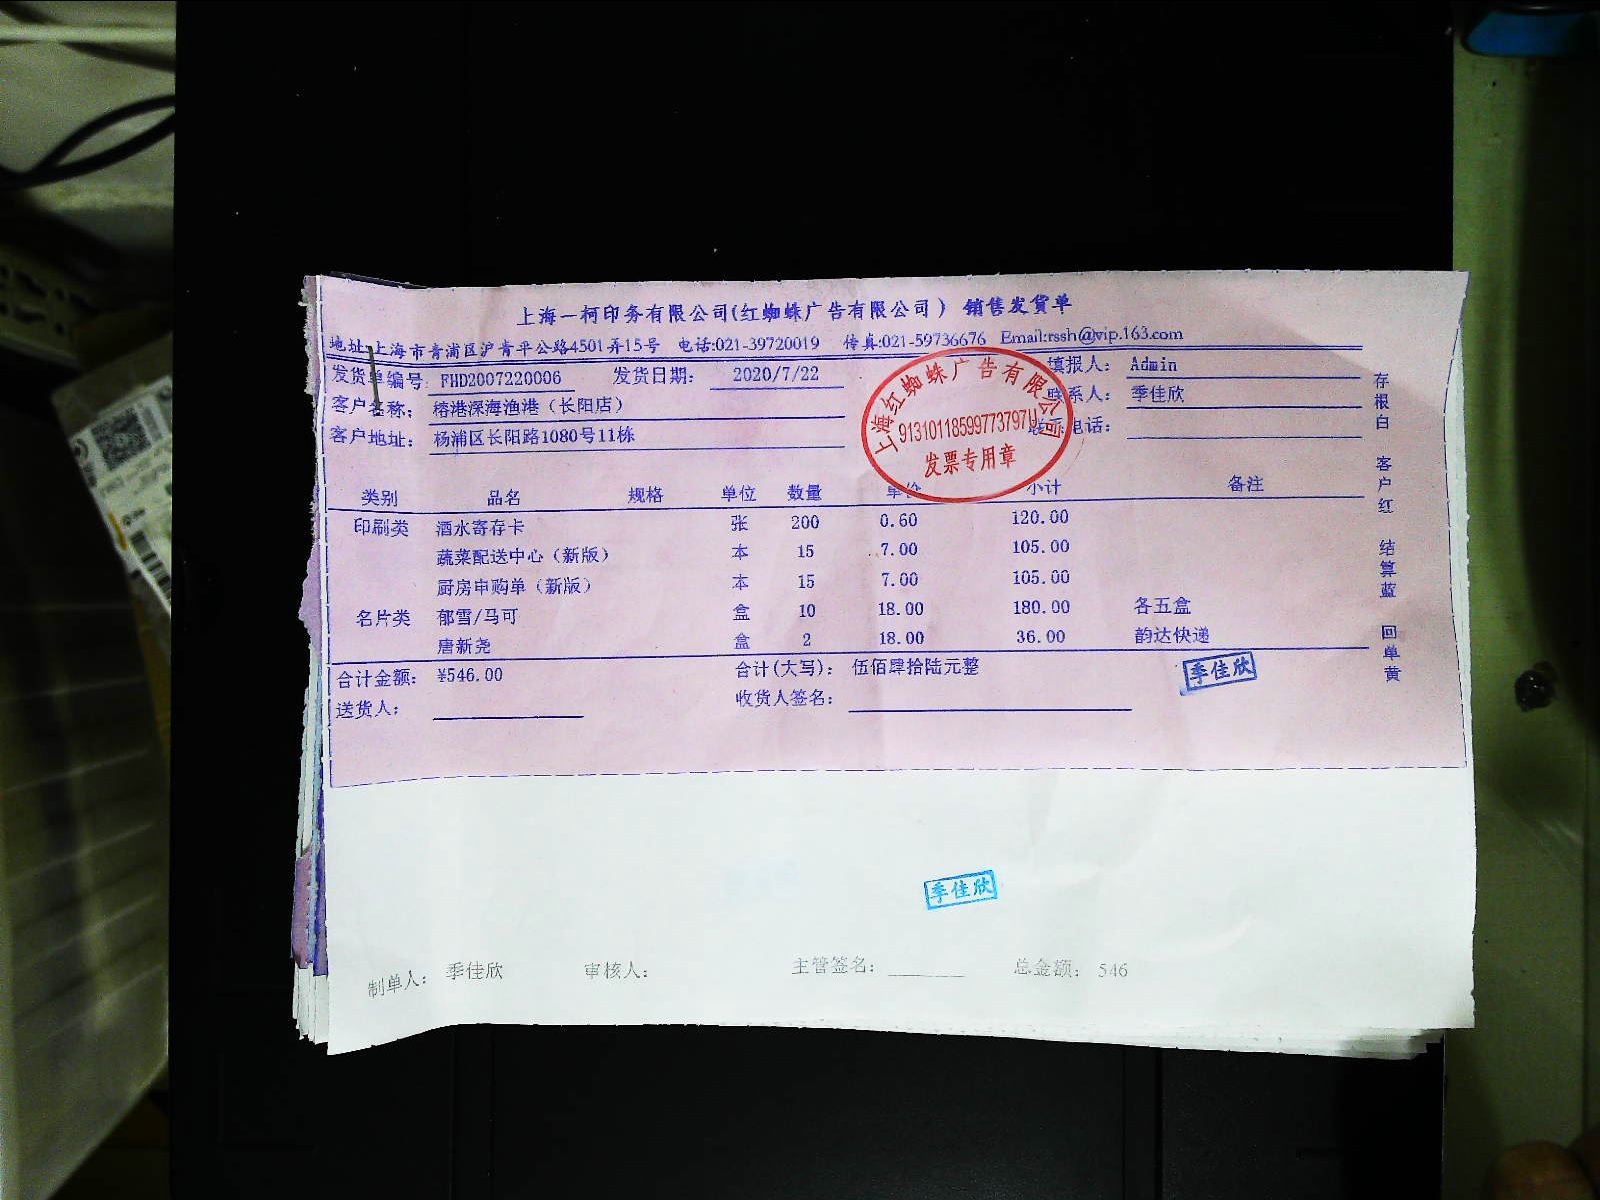 上海一柯印务有限公司(红蜘蛛广告有限公司) 销售发货单
地址:上海市青浦区沪青平公路4501弄15号 电话:021-39720019 传真:021-59736676 Email:rssh@vip.163.com
发货单编号: FHD2007220006 发货日期: 2020/7/22 填报人: Admin
客户名称: 榕港深海渔港（长阳店） 联系人: 季佳欣
客户地址: 杨浦区长阳路1080号11栋 联系电话:
上海红蜘蛛广告有限公司
91310118599773797U
发票专用章
类别 品名 规格 单位 数量 单价 小计 备注
印刷类 酒水寄存卡 张 200 0.60 120.00
蔬菜配送中心（新版） 本 15 7.00 105.00
厨房申购单（新版） 本 15 7.00 105.00
名片类 郁雪/马可 盒 10 18.00 180.00 各五盒
唐新尧 盒 2 18.00 36.00 韵达快递
合计金额: ¥546.00 合计(大写): 伍佰肆拾陆元整
季佳欣
送货人: 收货人签名:
存根白 客户红 结算蓝 回单黄
季佳欣
制单人: 季佳欣 审核人: 主管签名: 总金额: 546